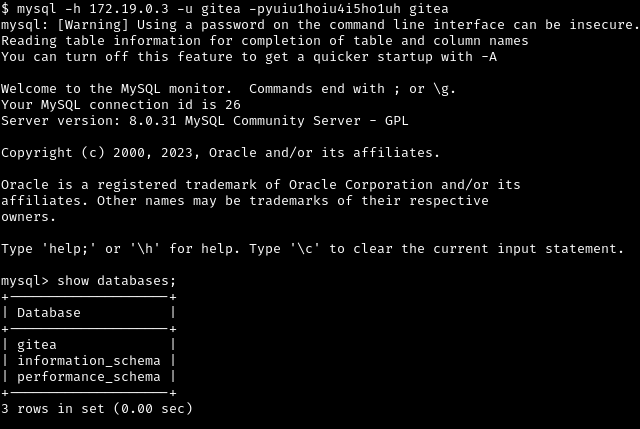 $ mysql -h 172.19.0.3 -u gitea -pyuiu1hoiu4i5ho1uh gitea
mysql: [Warning] Using a password on the command line interface can be insecure.
Reading table information for completion of table and column names
You can turn off this feature to get a quicker startup with -A

Welcome to the MySQL monitor.  Commands end with ; or \g.
Your MySQL connection id is 26
Server version: 8.0.31 MySQL Community Server - GPL

Copyright (c) 2000, 2023, Oracle and/or its affiliates.

Oracle is a registered trademark of Oracle Corporation and/or its
affiliates. Other names may be trademarks of their respective
owners.

Type 'help;' or '\h' for help. Type '\c' to clear the current input statement.

mysql> show databases;
+--------------------+
| Database           |
+--------------------+
| gitea              |
| information_schema |
| performance_schema |
+--------------------+
3 rows in set (0.00 sec)